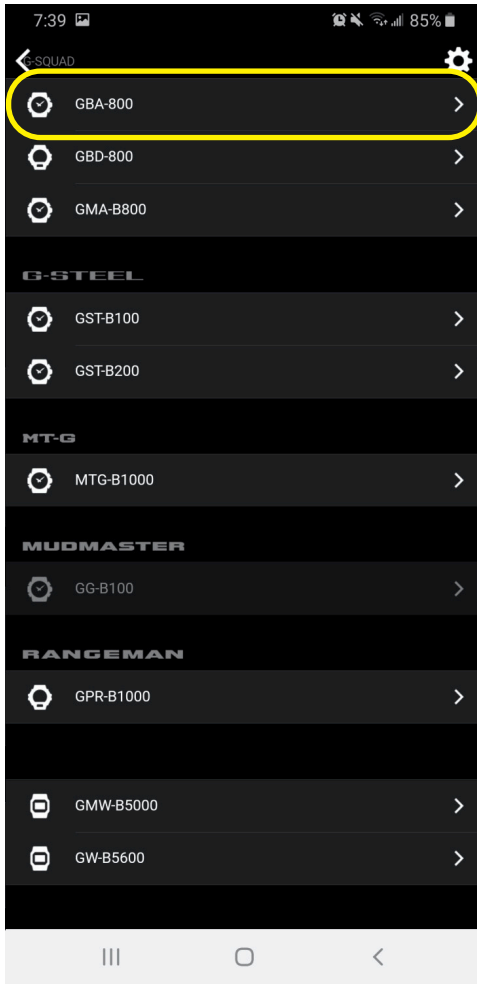 7:39 85%
G-SQUAD
GBA-800
GBD-800
GMA-B800
G-STEEL
GST-B100
GST-B200
MT-G
MTG-B1000
MUDMASTER
GG-B100
RANGEMAN
GPR-B1000
GMW-B5000
GW-B5600